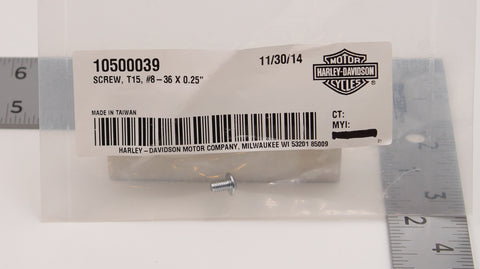 10500039
11/30/14
SCREW, T15, #8-36 X 0.25"
MOTOR
HARLEY-DAVIDSON
CYCLES
®
MADE IN TAIWAN
CT:
MYI:
HARLEY-DAVIDSON MOTOR COMPANY, MILWAUKEE WI 53201 85009
6
5
2
3
4